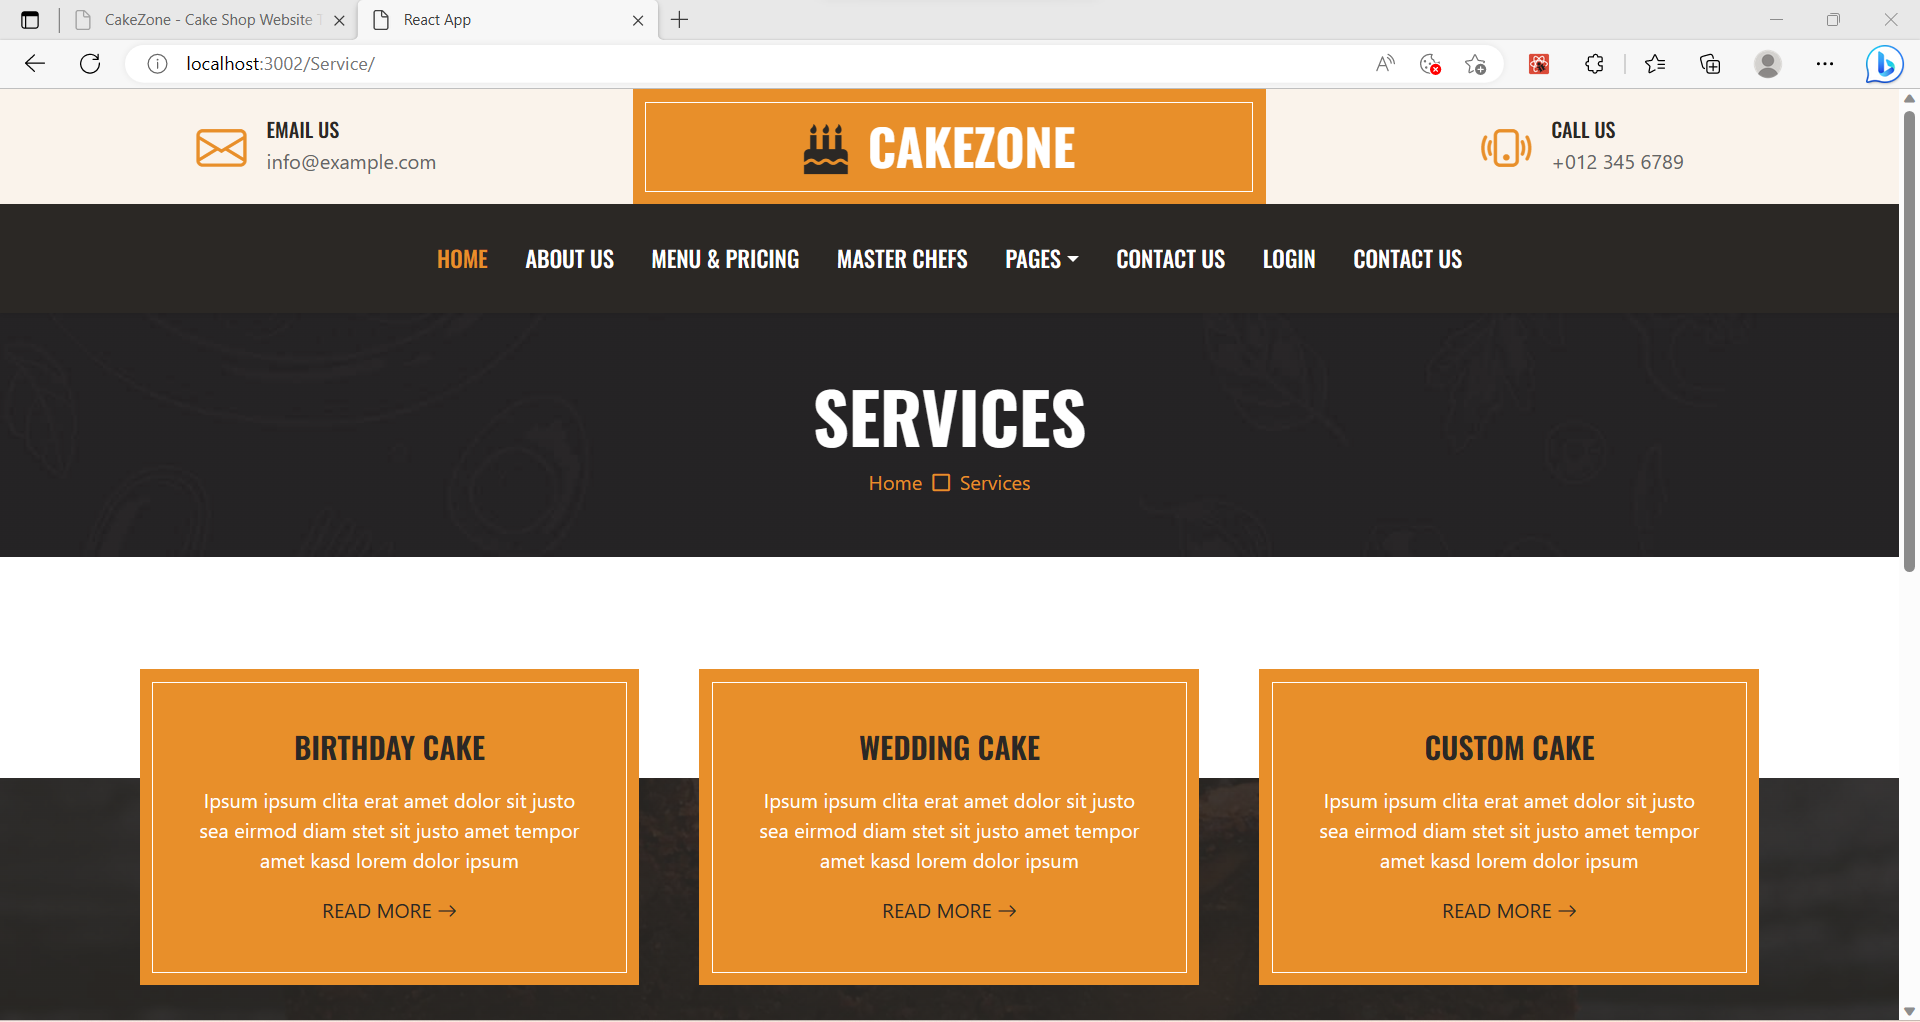 CakeZone - Cake Shop Website
React App
localhost:3002/Service/
EMAIL US
info@example.com
CAKEZONE
CALL US
+012 345 6789
HOME ABOUT US MENU & PRICING MASTER CHEFS PAGES CONTACT US LOGIN CONTACT US
SERVICES
Home Services
BIRTHDAY CAKE
Ipsum ipsum clita erat amet dolor sit justo
sea eirmod diam stet sit justo amet tempor
amet kasd lorem dolor ipsum
READ MORE →
WEDDING CAKE
Ipsum ipsum clita erat amet dolor sit justo
sea eirmod diam stet sit justo amet tempor
amet kasd lorem dolor ipsum
READ MORE →
CUSTOM CAKE
Ipsum ipsum clita erat amet dolor sit justo
sea eirmod diam stet sit justo amet tempor
amet kasd lorem dolor ipsum
READ MORE →